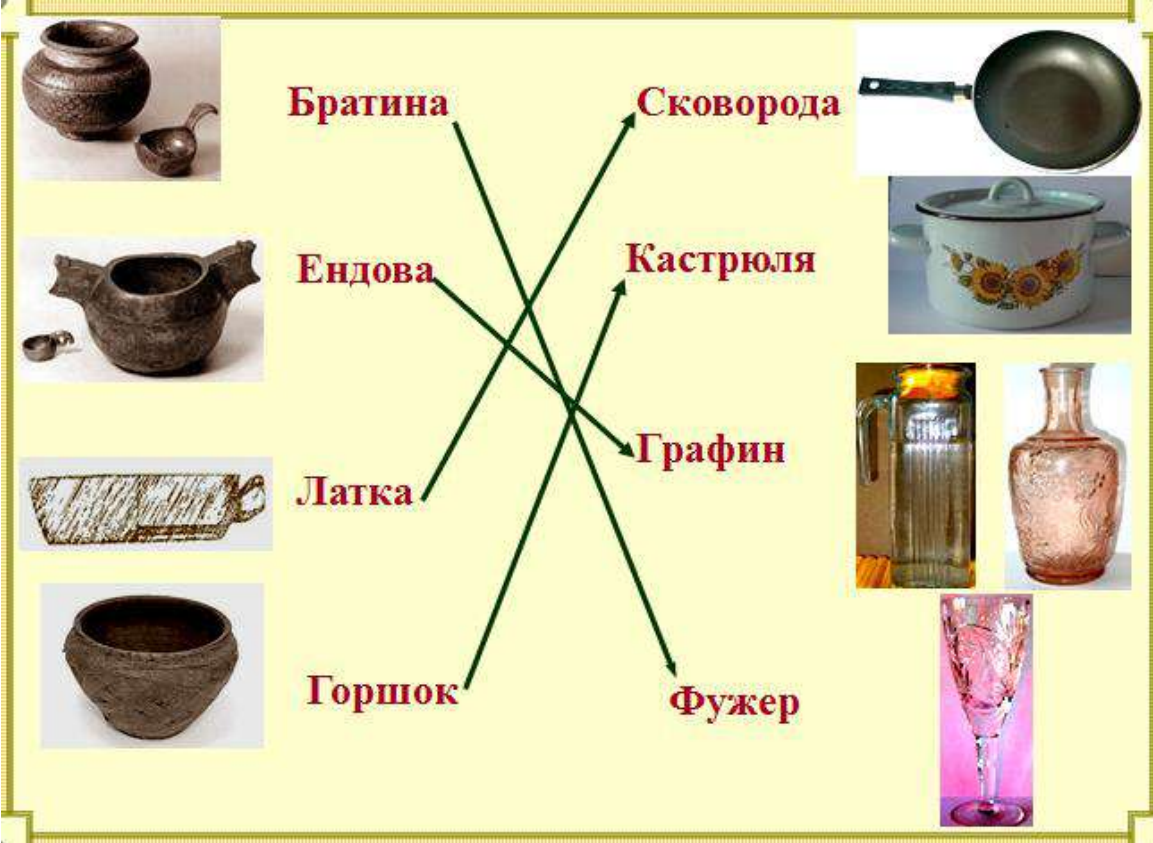 Братина
Сковорода
Ендова
Кастрюля
Латка
Графин
Горшок
Фужер